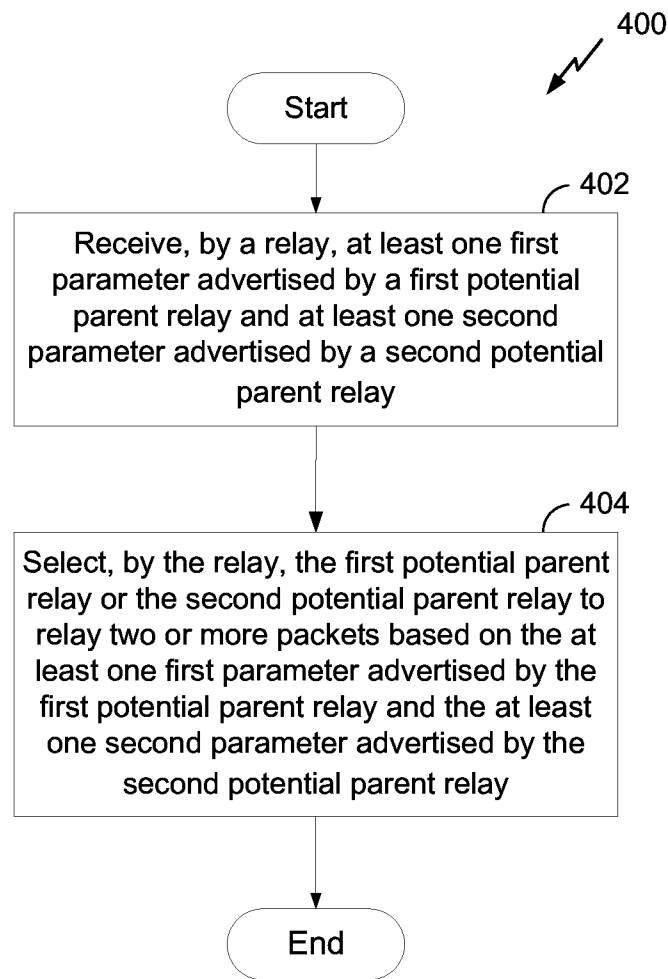 400
Start
402
Receive, by a relay, at least one first
parameter advertised by a first potential
parent relay and at least one second
parameter advertised by a second potential
parent relay
404
Select, by the relay, the first potential parent
relay or the second potential parent relay to
relay two or more packets based on the at
least one first parameter advertised by the
first potential parent relay and the at least
one second parameter advertised by the
second potential parent relay
End